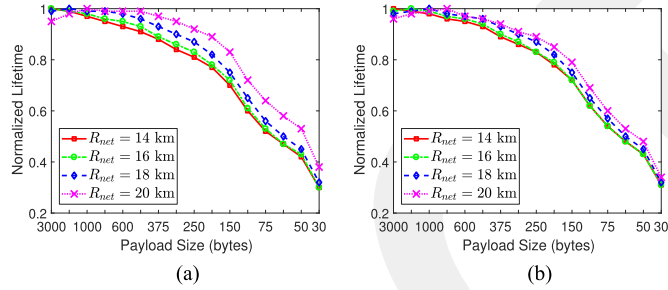 1
0.8
0.6
0.4
0.2
Normalized Lifetime
R_net = 14 km
R_net = 16 km
R_net = 18 km
R_net = 20 km
3000 1000 600 375 250 150 75 50 30
Payload Size (bytes)
(a)
1
0.8
0.6
0.4
0.2
Normalized Lifetime
R_net = 14 km
R_net = 16 km
R_net = 18 km
R_net = 20 km
3000 1000 600 375 250 150 75 50 30
Payload Size (bytes)
(b)